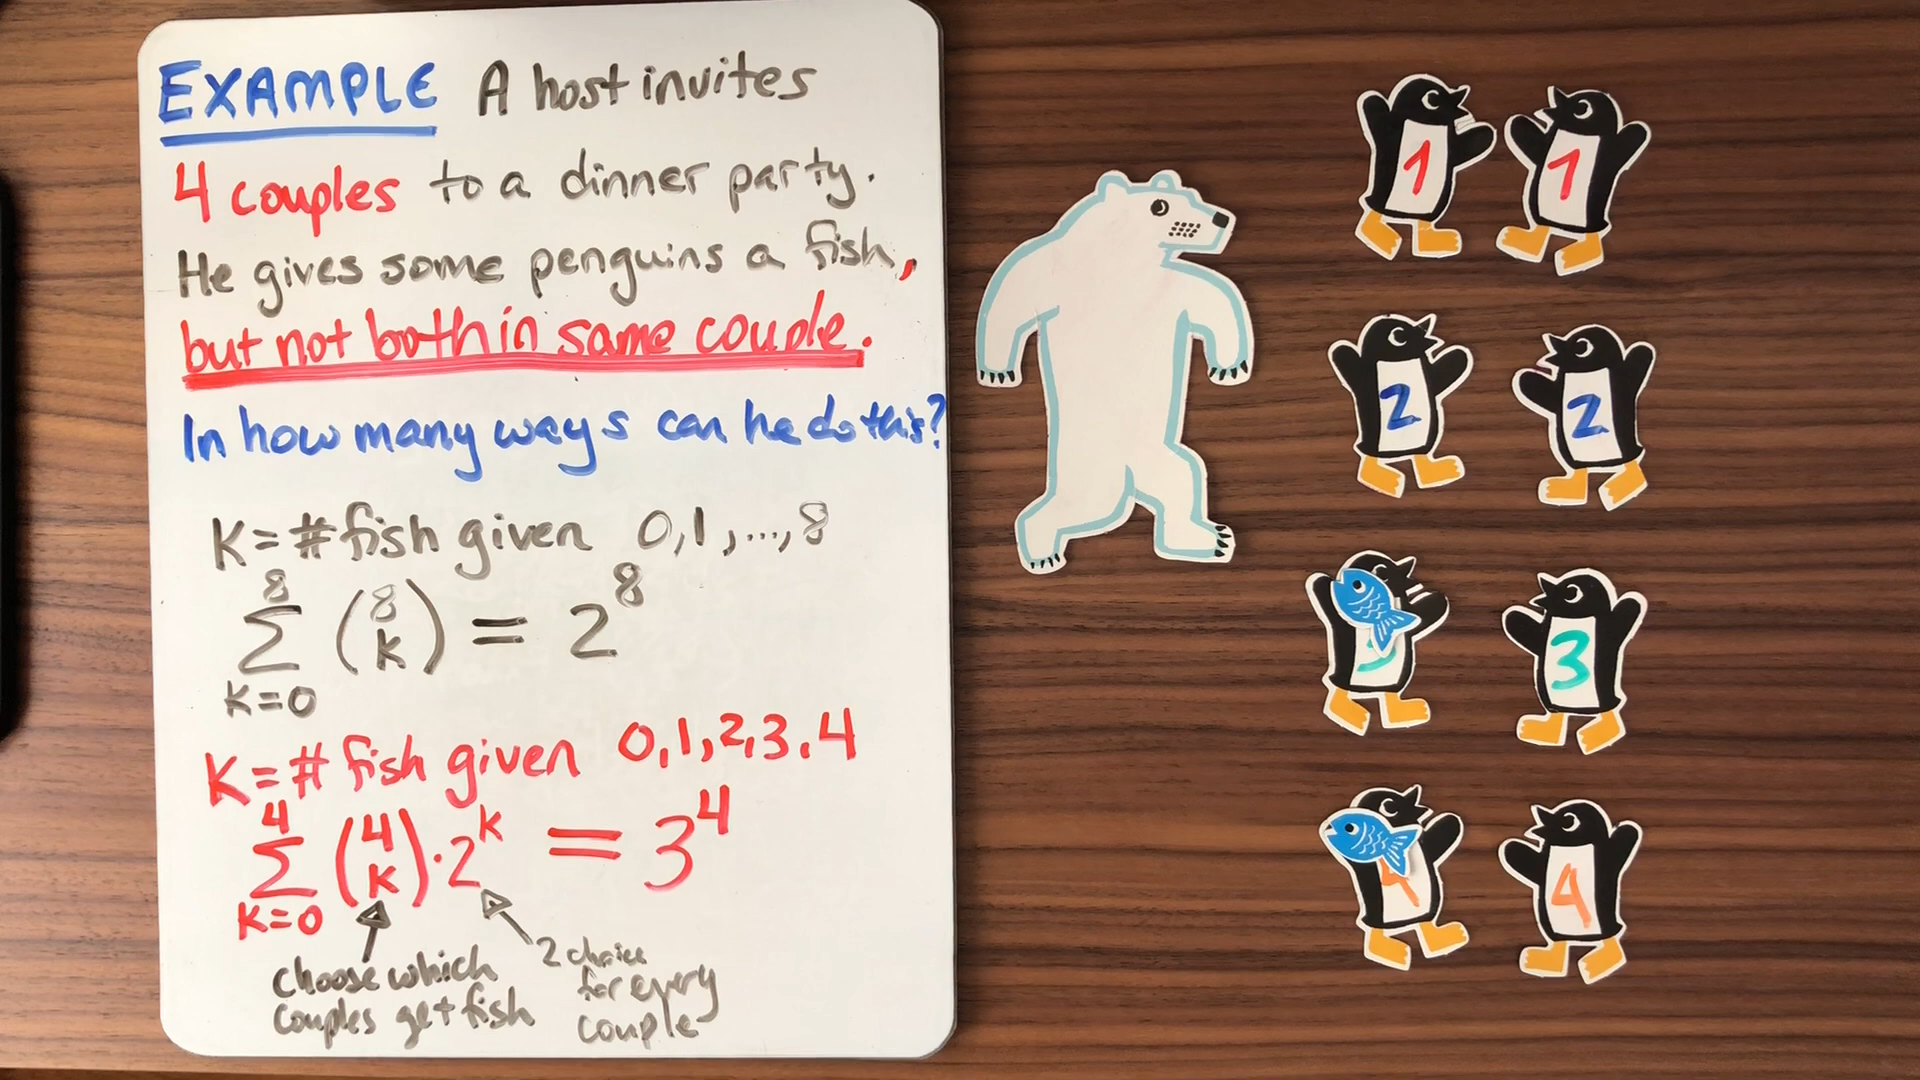 EXAMPLE A host invites
4 couples to a dinner party.
He gives some penguins a fish,
but not both in same couple.
In how many ways can he do this?
K=#fish given 0,1,...,8
8
∑ (8 k) = 2^8
K=0
K=# fish given 0,1,2,3,4
4
∑ (4 k)·2^k = 3^4
K=0
choose which
couples get fish
2 choice
for every
couple
1 1
2 2
3
4 4